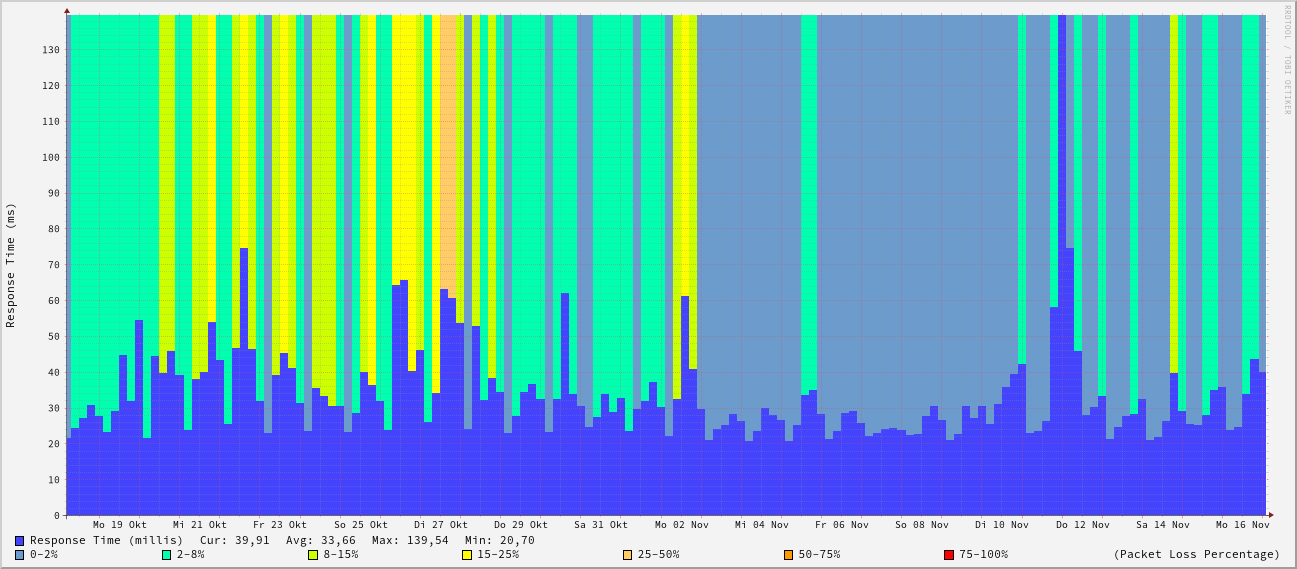 RRDTOOL / TOBI OETIKER
Response Time (ms)
130
120
110
100
90
80
70
60
50
40
30
20
10
0
Mo 19 Okt Mi 21 Okt Fr 23 Okt So 25 Okt Di 27 Okt Do 29 Okt Sa 31 Okt Mo 02 Nov Mi 04 Nov Fr 06 Nov So 08 Nov Di 10 Nov Do 12 Nov Sa 14 Nov Mo 16 Nov
Response Time (millis) Cur: 39,91 Avg: 33,66 Max: 139,54 Min: 20,70
0-2% 2-8% 8-15% 15-25% 25-50% 50-75% 75-100% (Packet Loss Percentage)